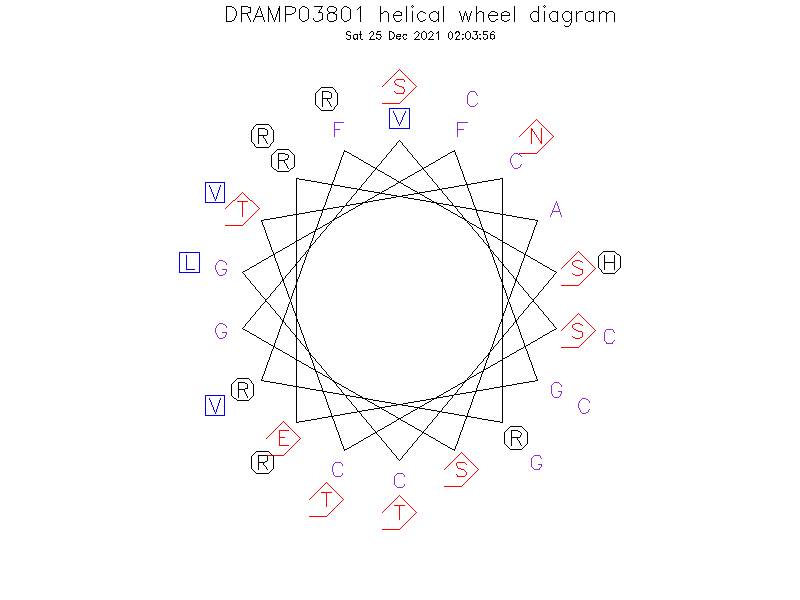 DRAMP03801 helical wheel diagram
Sat 25 Dec 2021 02:03:56
S
R C
V
F F
R N
R C
V
T A
L G S H
G S C
R G
V C
E R
R G
C S
C
T
T